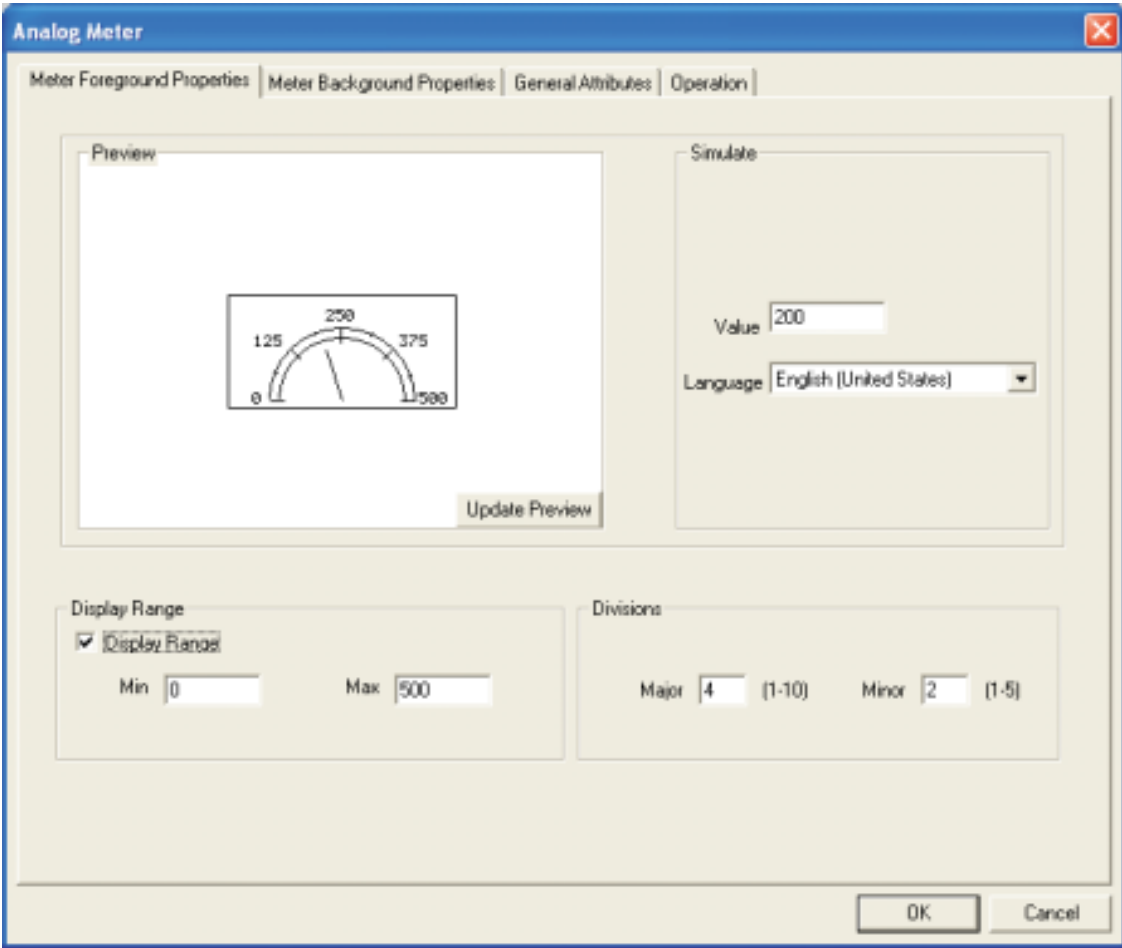 Analog Meter
Meter Foreground Properties
Meter Background Properties
General Attributes
Operation
Preview
250
125
375
0
500
Update Preview
Simulate
Value 200
Language English (United States)
Display Range
Display Range
Min 0
Max 500
Divisions
Major 4 (1-10)
Minor 2 (1-5)
OK
Cancel